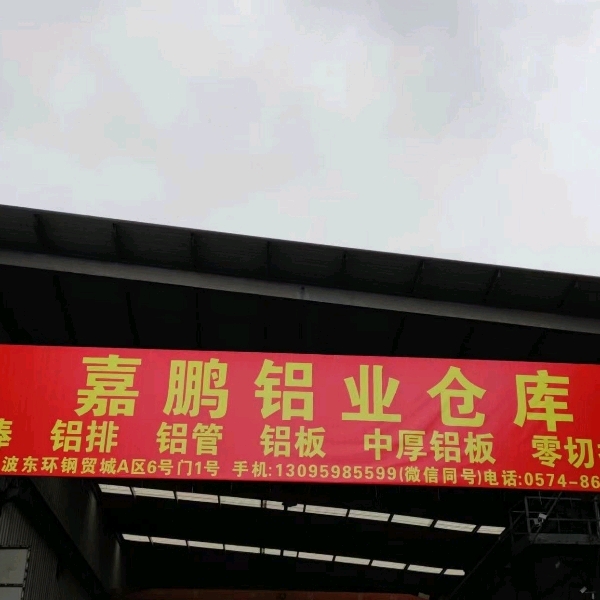 嘉鹏铝业仓库
铝排 铝管 铝板 中厚铝板 零切
波东环钢贸城A区6号门1号 手机:13095985599(微信同号)电话:0574-86